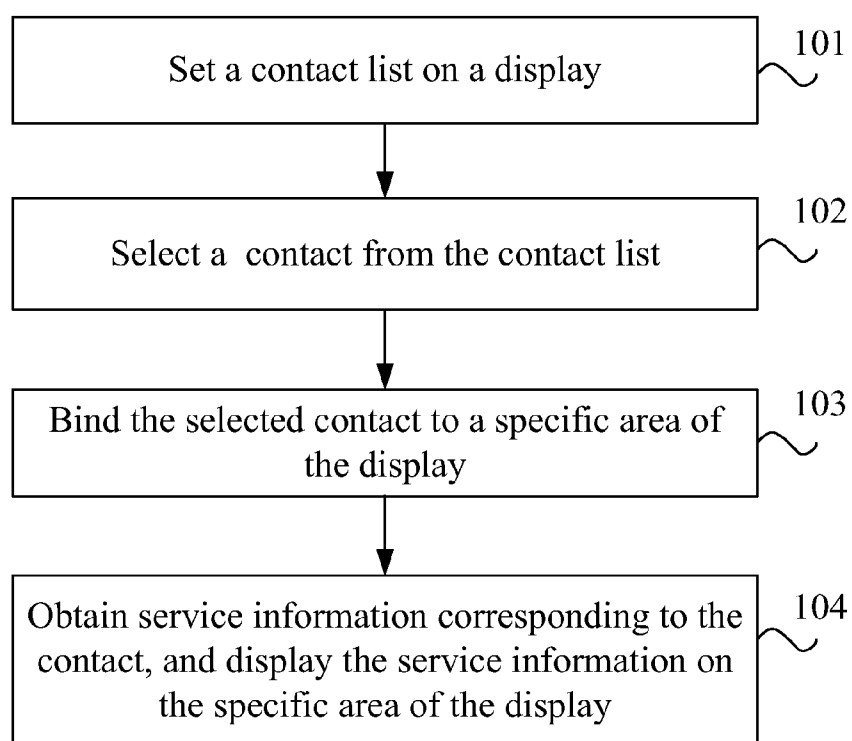 101
Set a contact list on a display
102
Select a contact from the contact list
103
Bind the selected contact to a specific area of
the display
104
Obtain service information corresponding to the
contact, and display the service information on
the specific area of the display